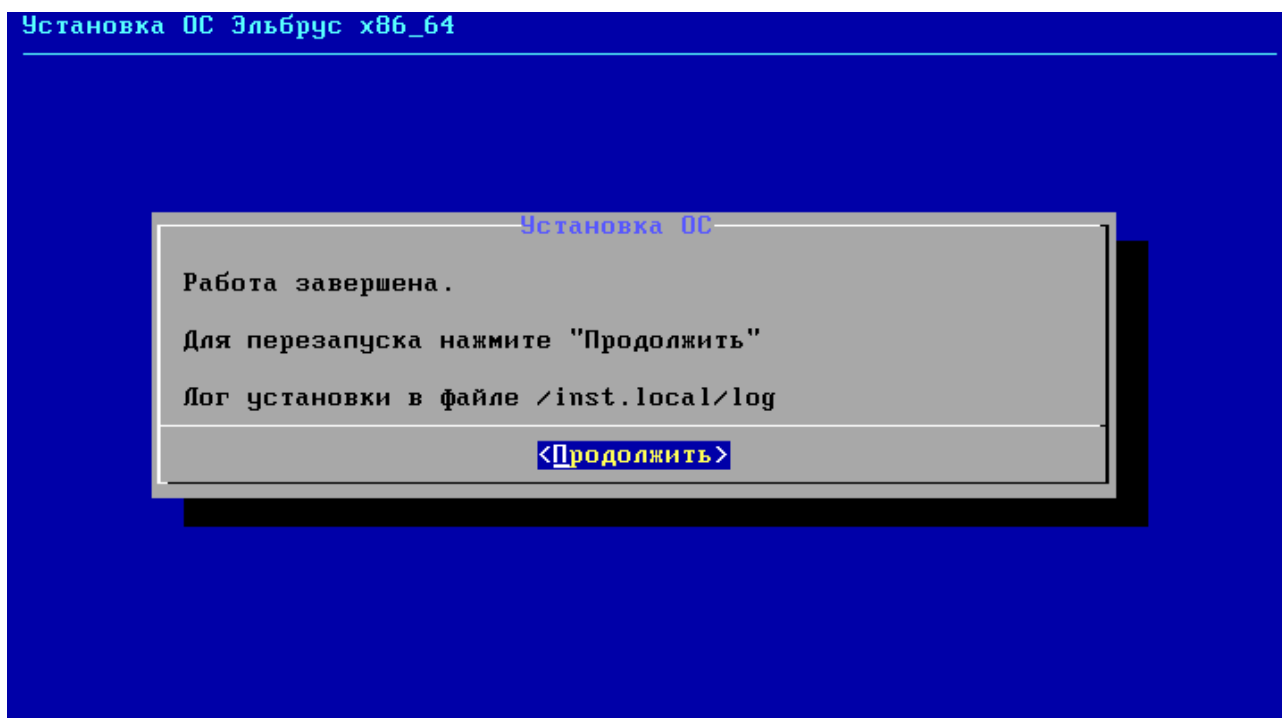 Установка ОС Эльбрус x86_64
Установка ОС
Работа завершена.
Для перезапуска нажмите "Продолжить"
Лог установки в файле /inst.local/log
<Продолжить>